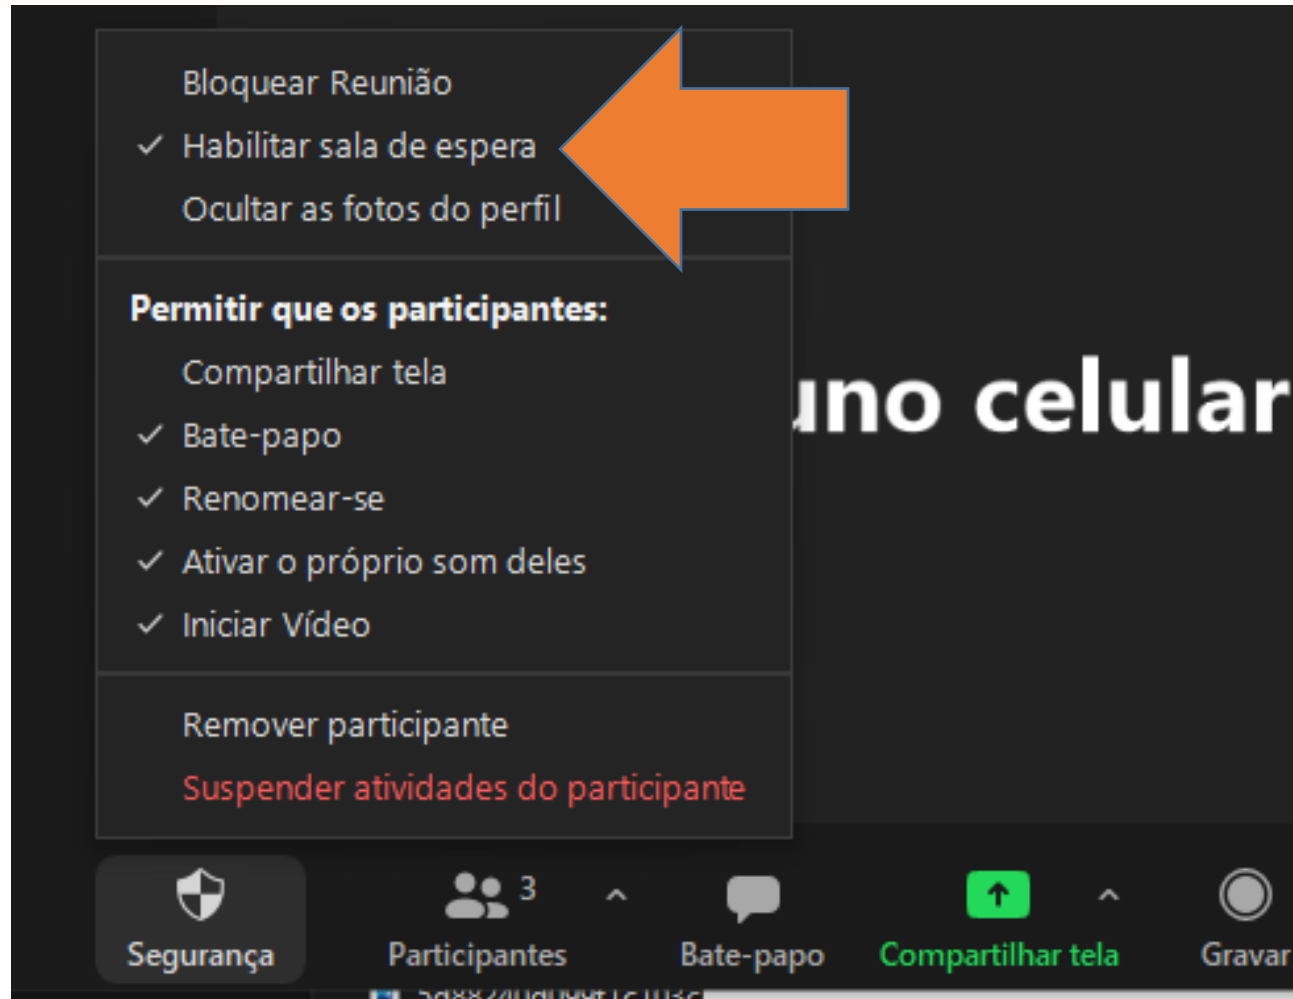 Bloquear Reunião
Habilitar sala de espera
Ocultar as fotos do perfil
Permitir que os participantes:
Compartilhar tela
Bate-papo
Renomear-se
Ativar o próprio som deles
Iniciar Vídeo
Remover participante
Suspender atividades do participante
uno celular
3
Segurança
Participantes
Bate-papo
Compartilhar tela
Gravar